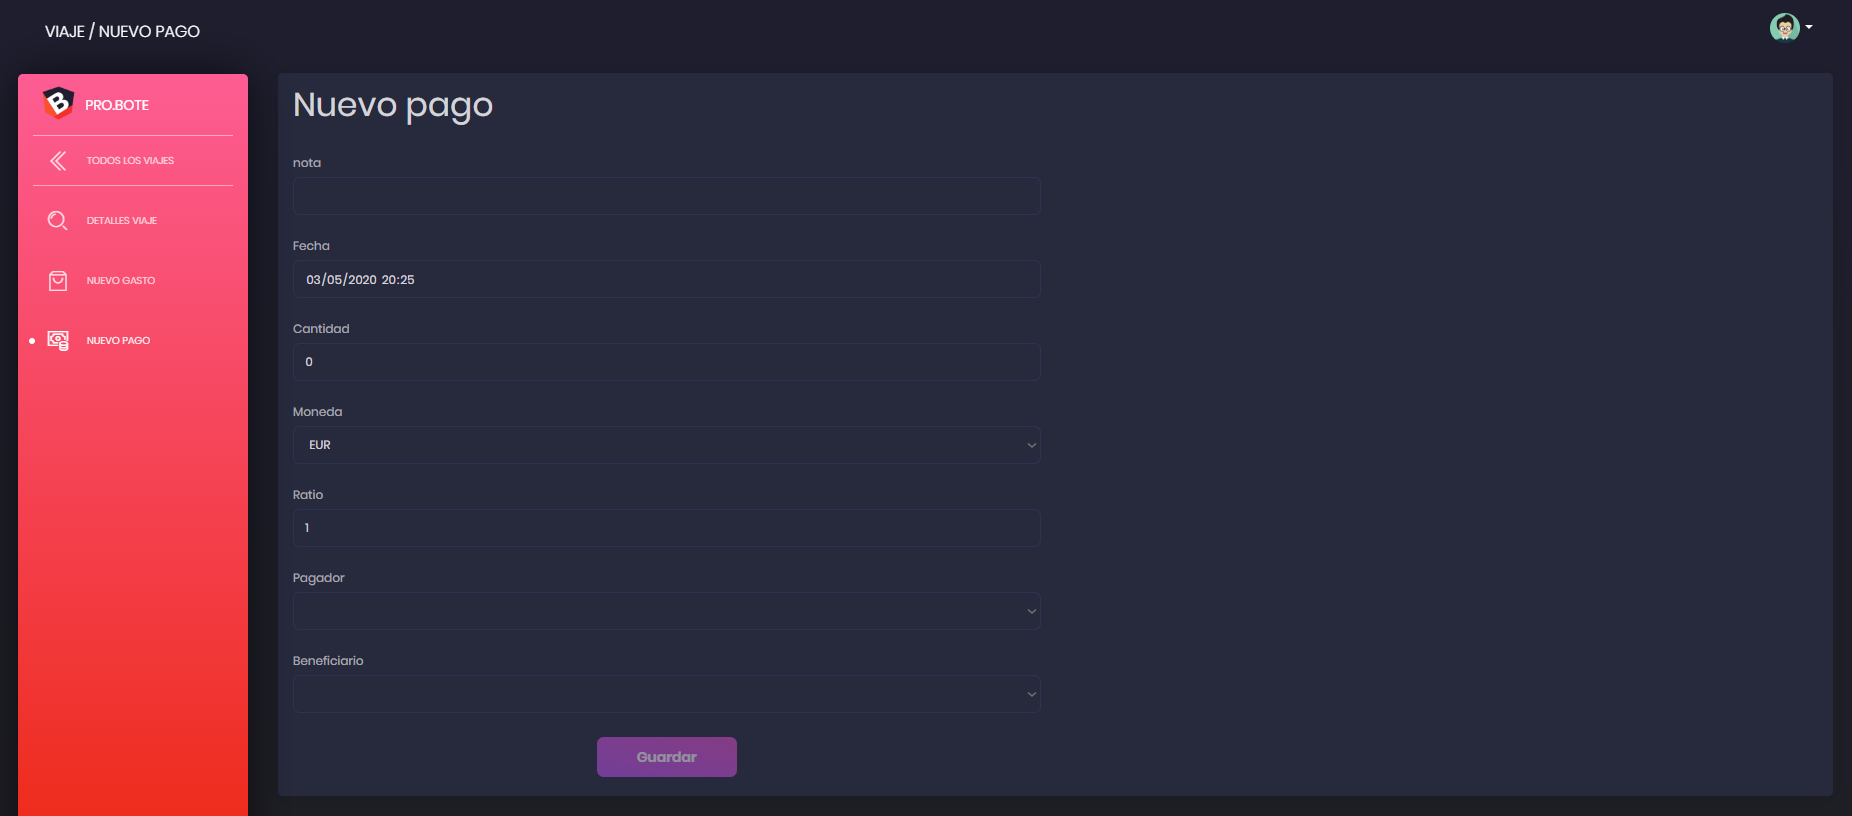 VIAJE / NUEVO PAGO
B PRO.BOTE
TODOS LOS VIAJES
DETALLES VIAJE
NUEVO GASTO
NUEVO PAGO
Nuevo pago
nota
Fecha
03/05/2020 20:25
Cantidad
0
Moneda
EUR
Ratio
1
Pagador
Beneficiario
Guardar